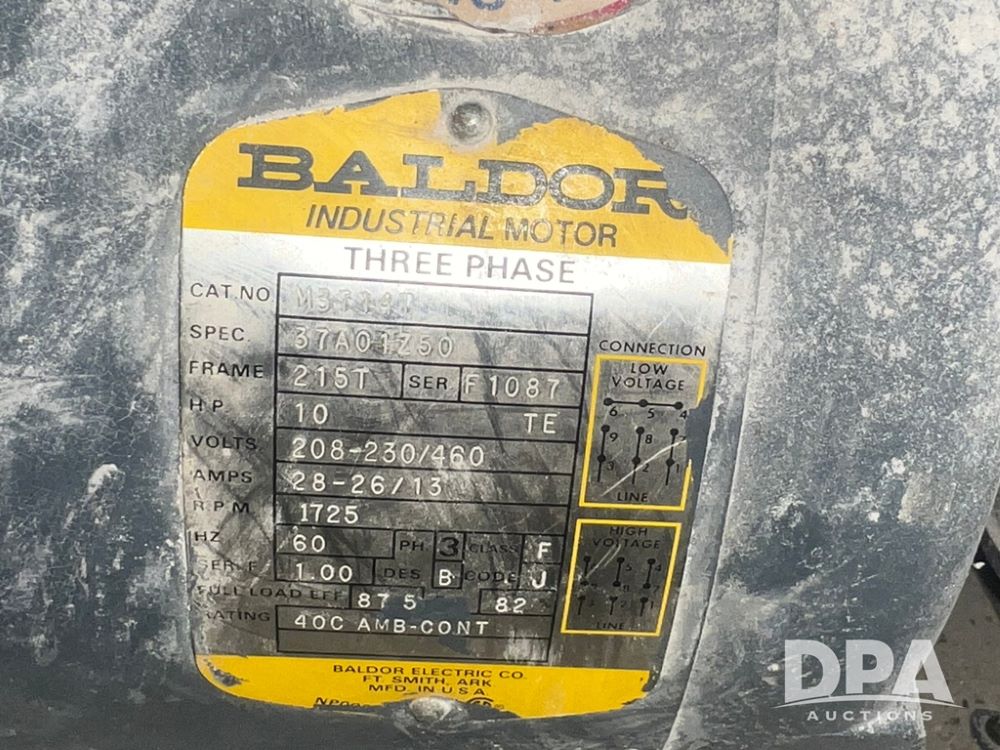 BALDOR
INDUSTRIAL MOTOR
THREE PHASE
CAT.NO
SPEC. 37A01Z50
FRAME 215T SER. F1087
H.P. 10 TE
VOLTS 208-230/460
AMPS 28-26/13
R.P.M. 1725
HZ 60 PH 3 CLASS F
SER.F. 1.00 DES B CODE J
FULL LOAD EFF 87 5 82
RATING 40C AMB-CONT
CONNECTION
LOW
VOLTAGE
6 5 4
9 8 7
3 2 1
LINE
HIGH
VOLTAGE
LINE
BALDOR ELECTRIC CO.
FT. SMITH, ARK
MFD. IN U.S.A.
DPA
AUCTIONS